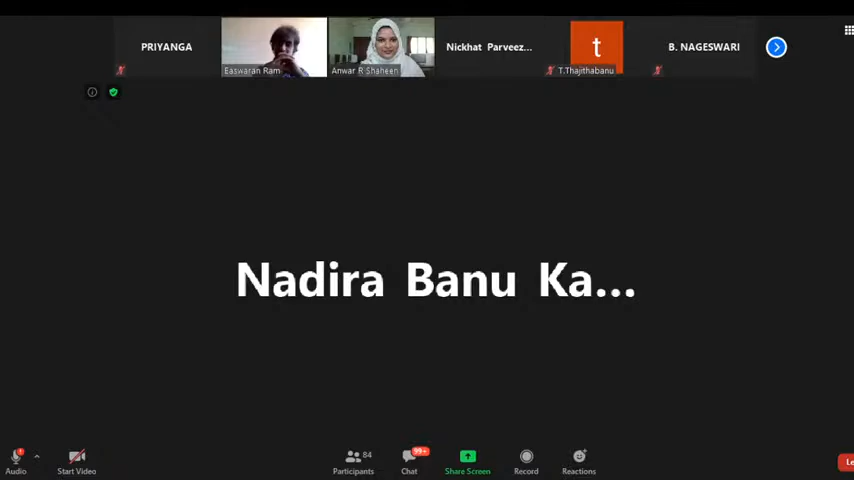 PRIYANGA
Easwaran Ram
Anwar R Shaheen
Nickhat Parveez...
t
T.Thajithabanu
B. NAGESWARI
Nadira Banu Ka...
Audio
Start Video
84
Participants
99+
Chat
Share Screen
Record
Reactions
Le